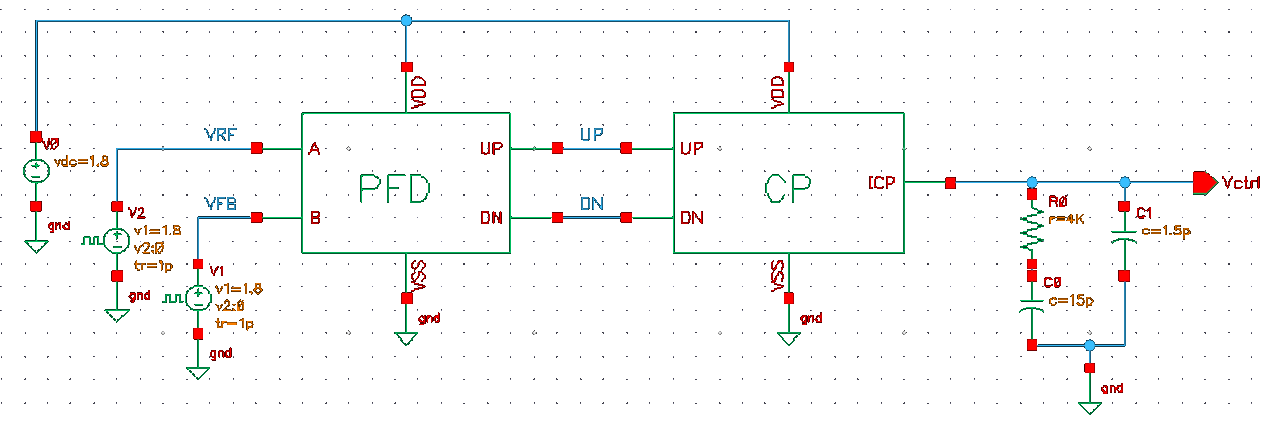 VDD
VDD
V0
vdc=1.8
gnd
VRF
A
UP
UP
UP
PFD
CP
ICP
Vctrl
VFB
B
DN
DN
DN
V2
v1=1.8
v2:0
tr=1p
gnd
V1
v1=1.8
v2:0
tr=1p
gnd
VSS
gnd
VSS
gnd
R0
r=4K
C1
c=1.5p
C0
c=15p
gnd